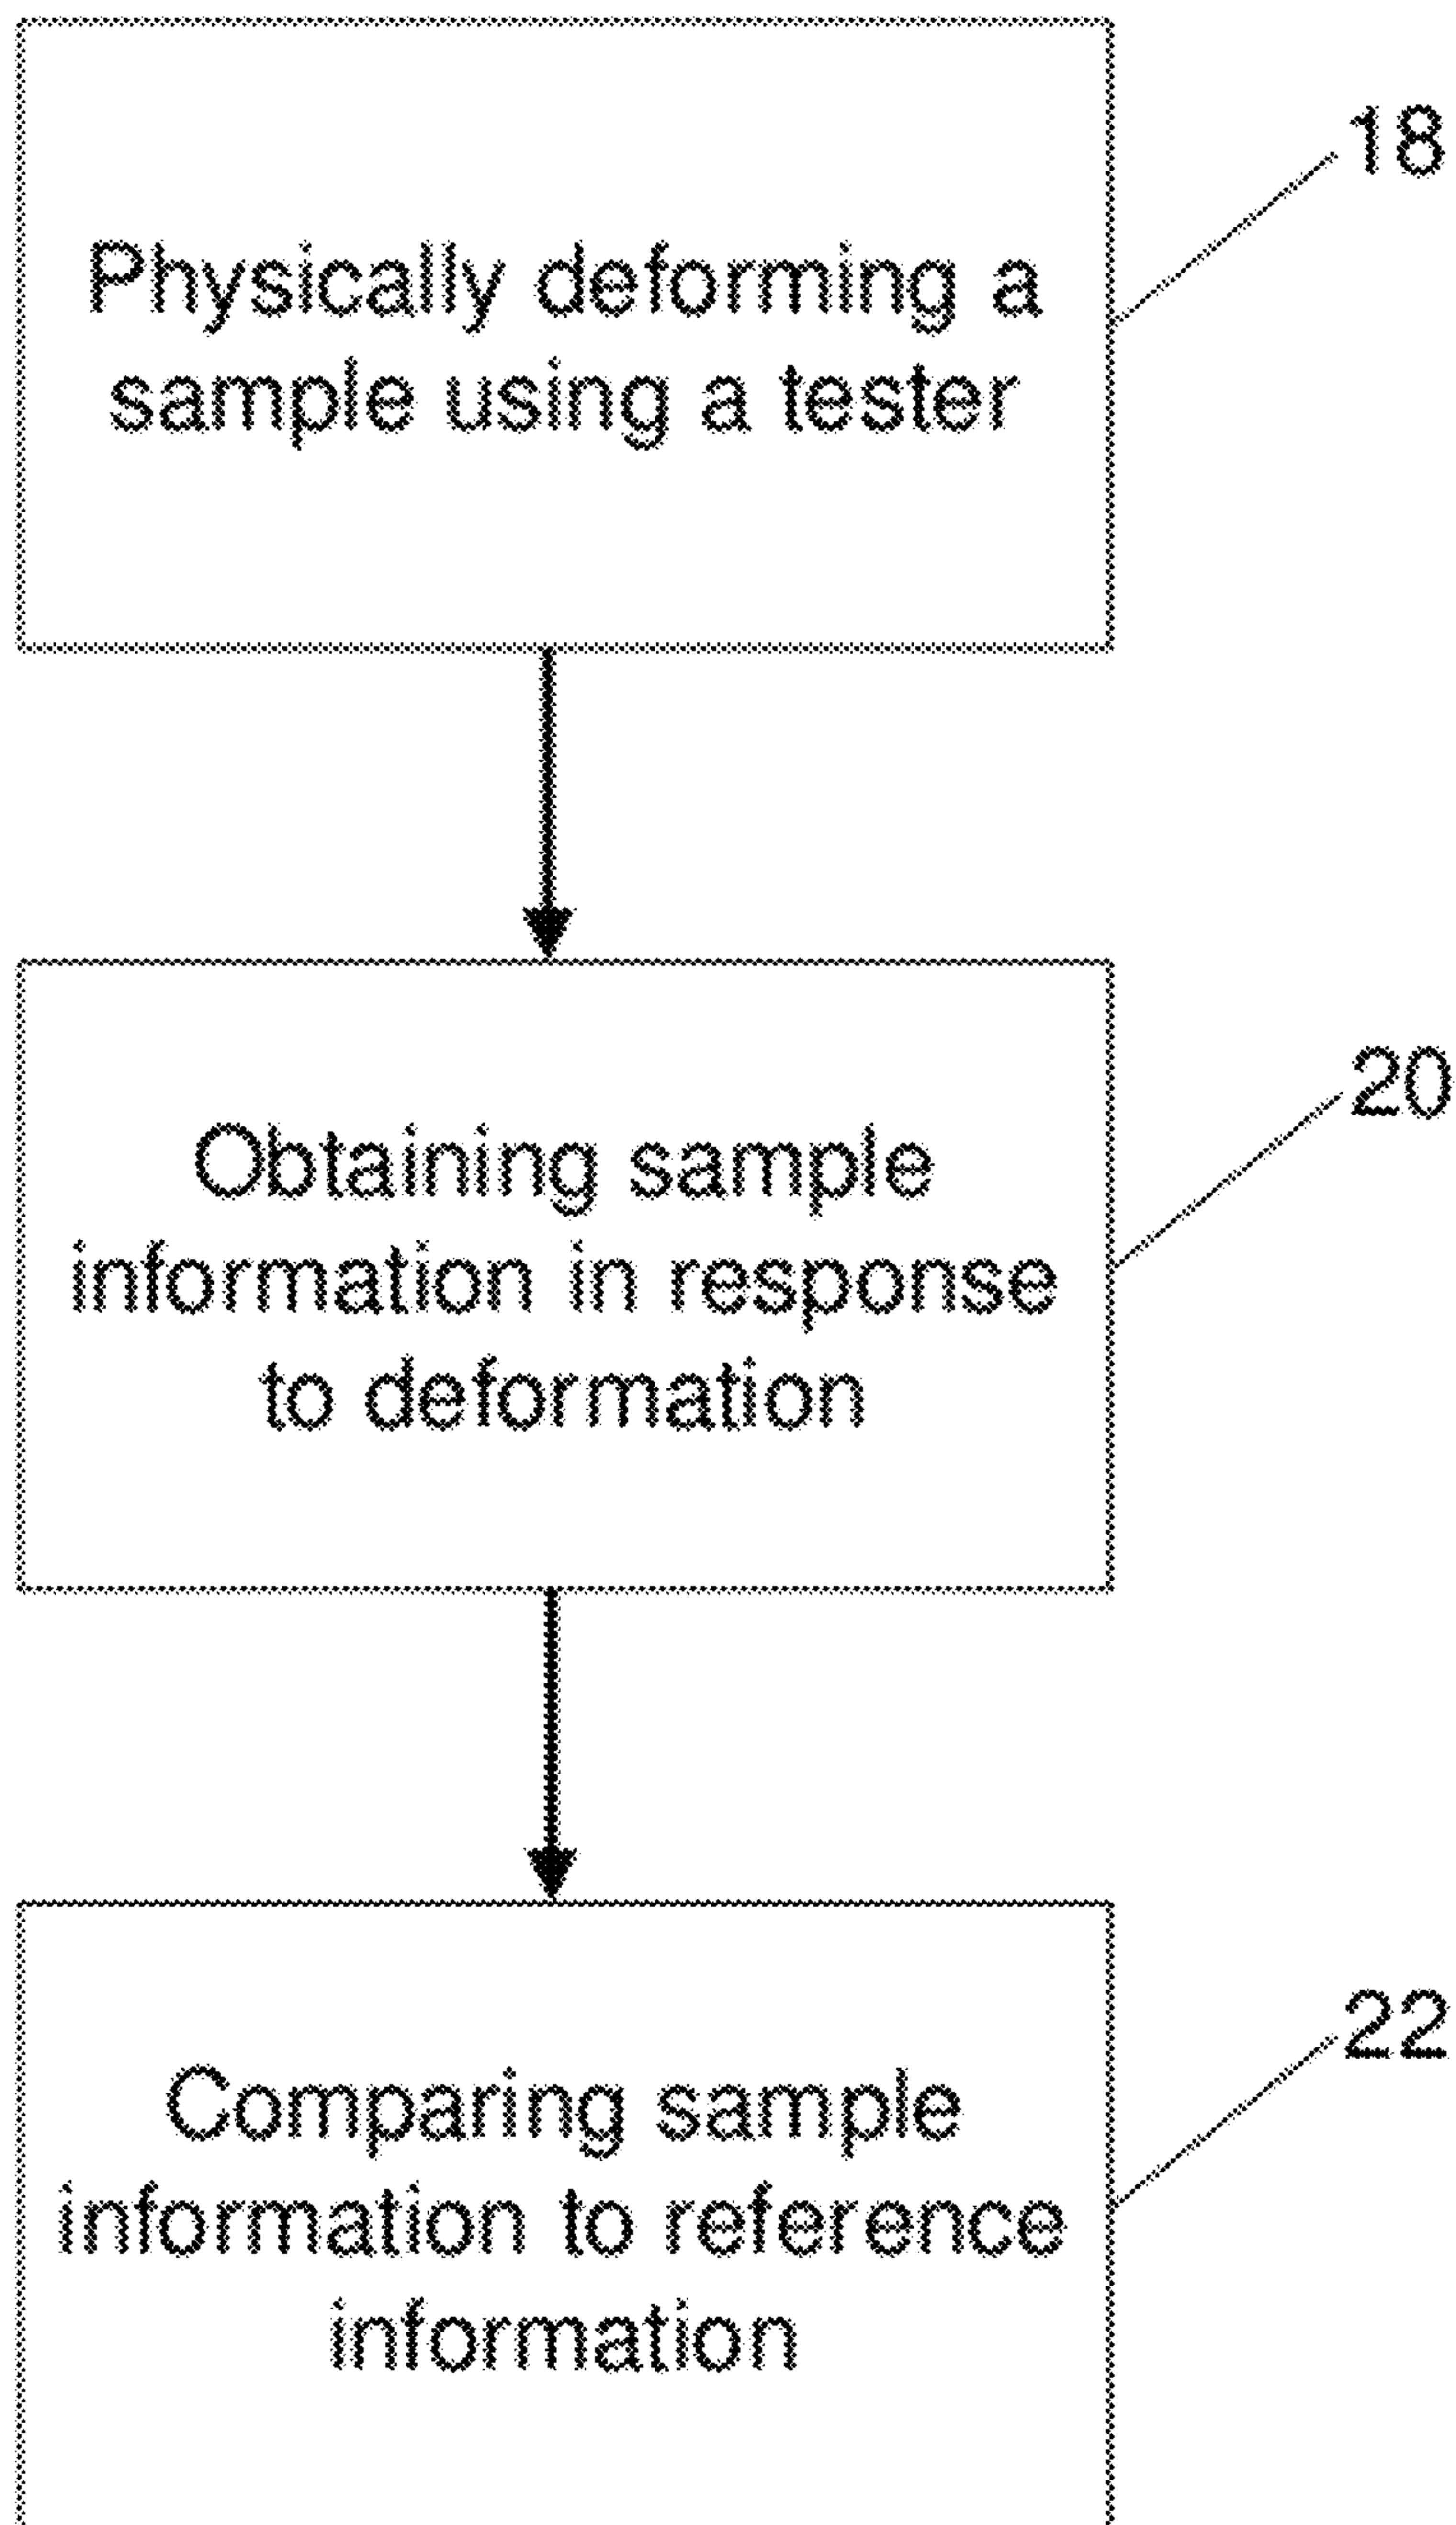 18
Physically deforming a
sample using a tester
20
Obtaining sample
information in response
to deformation
22
Comparing sample
information to reference
information